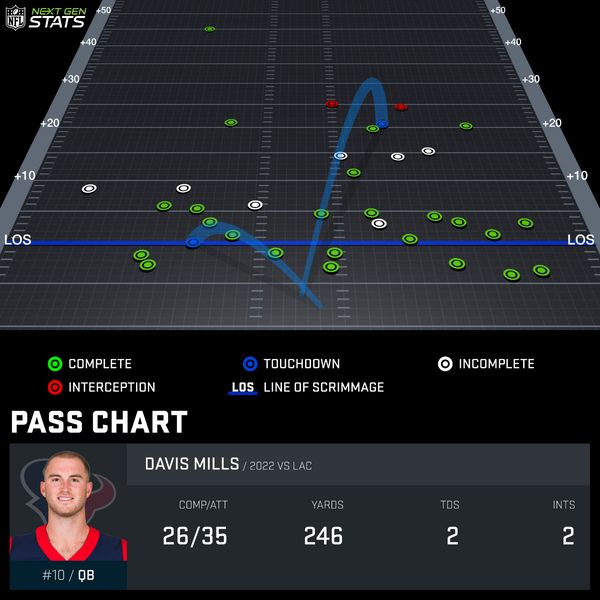 NFL NEXT GEN STATS
+50 +50
+40 +40
+30 +30
+20 +20
+10 +10
LOS LOS
COMPLETE TOUCHDOWN INCOMPLETE
INTERCEPTION LOS LINE OF SCRIMMAGE
PASS CHART
DAVIS MILLS / 2022 VS LAC
COMP/ATT YARDS TDS INTS
26/35 246 2 2
#10 / QB